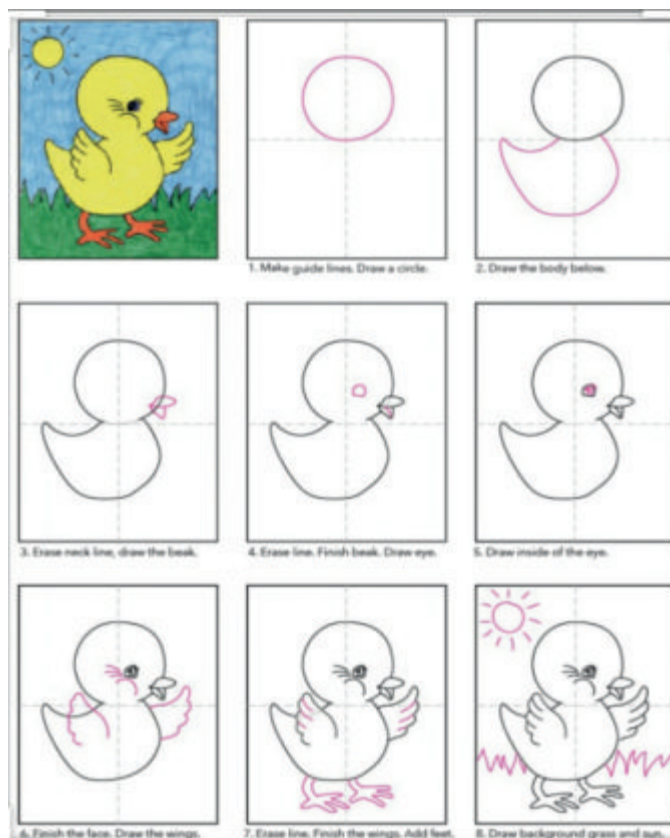 1. Make guide lines. Draw a circle.
2. Draw the body below.
3. Erase neck line, draw the beak.
4. Erase line. Finish beak. Draw eye.
5. Draw inside of the eye.
6. Finish the face. Draw the wings.
7. Erase line. Finish the wings. Add feet.
8. Draw background grass and sun.